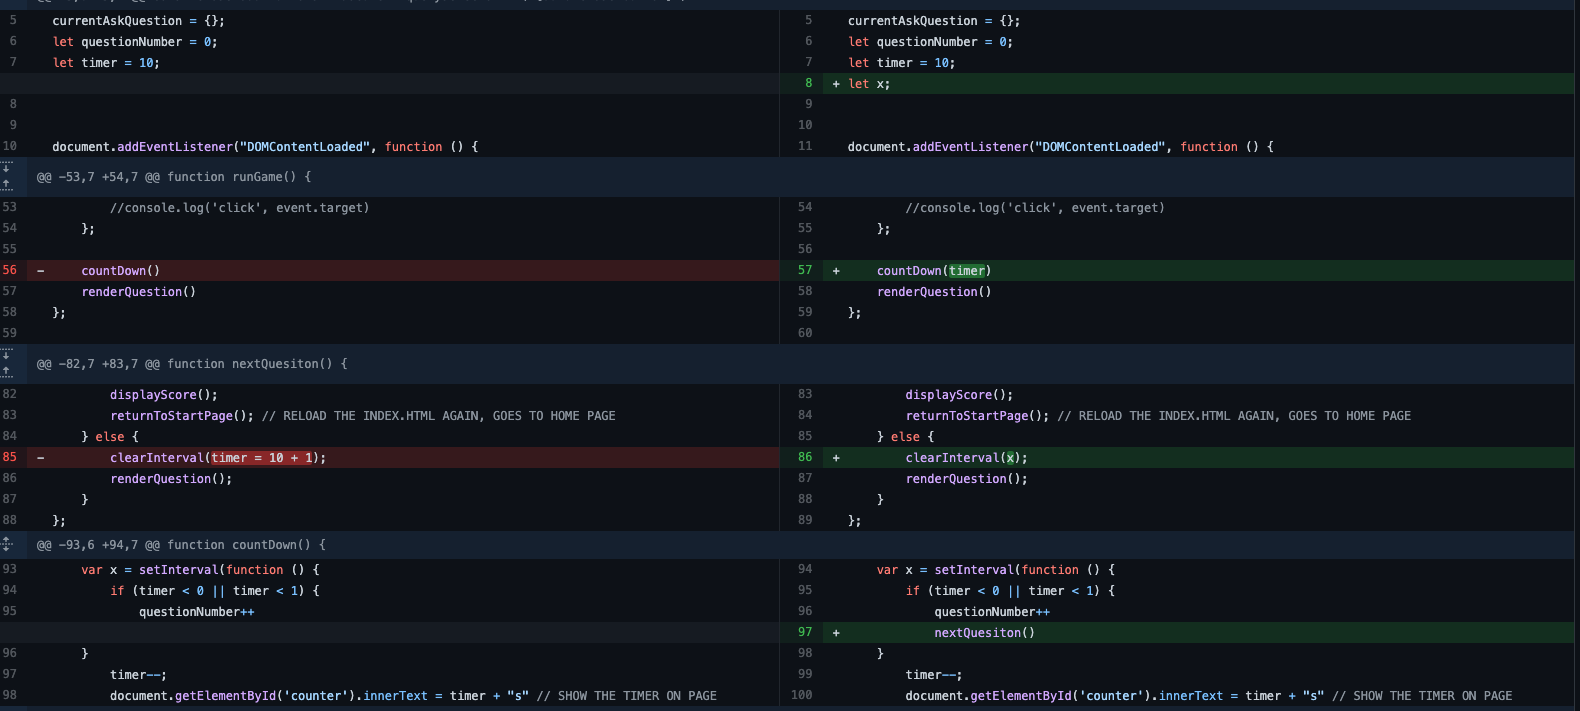 5 currentAskQuestion = {}; 5 currentAskQuestion = {};
6 let questionNumber = 0; 6 let questionNumber = 0;
7 let timer = 10; 7 let timer = 10;
8 + let x;
8 9
9 10
10 document.addEventListener("DOMContentLoaded", function () { 11 document.addEventListener("DOMContentLoaded", function () {
@@ -53,7 +54,7 @@ function runGame() {
53 //console.log('click', event.target) 54 //console.log('click', event.target)
54 }; 55 };
55 56
56 - countDown() 57 + countDown(timer)
57 renderQuestion() 58 renderQuestion()
58 }; 59 };
59 60
@@ -82,7 +83,7 @@ function nextQuesiton() {
82 displayScore(); 83 displayScore();
83 returnToStartPage(); // RELOAD THE INDEX.HTML AGAIN, GOES TO HOME PAGE 84 returnToStartPage(); // RELOAD THE INDEX.HTML AGAIN, GOES TO HOME PAGE
84 } else { 85 } else {
85 - clearInterval(timer = 10 + 1); 86 + clearInterval(x);
86 renderQuestion(); 87 renderQuestion();
87 } 88 }
88 }; 89 };
@@ -93,6 +94,7 @@ function countDown() {
93 var x = setInterval(function () { 94 var x = setInterval(function () {
94 if (timer < 0 || timer < 1) { 95 if (timer < 0 || timer < 1) {
95 questionNumber++ 96 questionNumber++
97 + nextQuesiton()
96 } 98 }
97 timer--; 99 timer--;
98 document.getElementById('counter').innerText = timer + "s" // SHOW THE TIMER ON PAGE 100 document.getElementById('counter').innerText = timer + "s" // SHOW THE TIMER ON PAGE